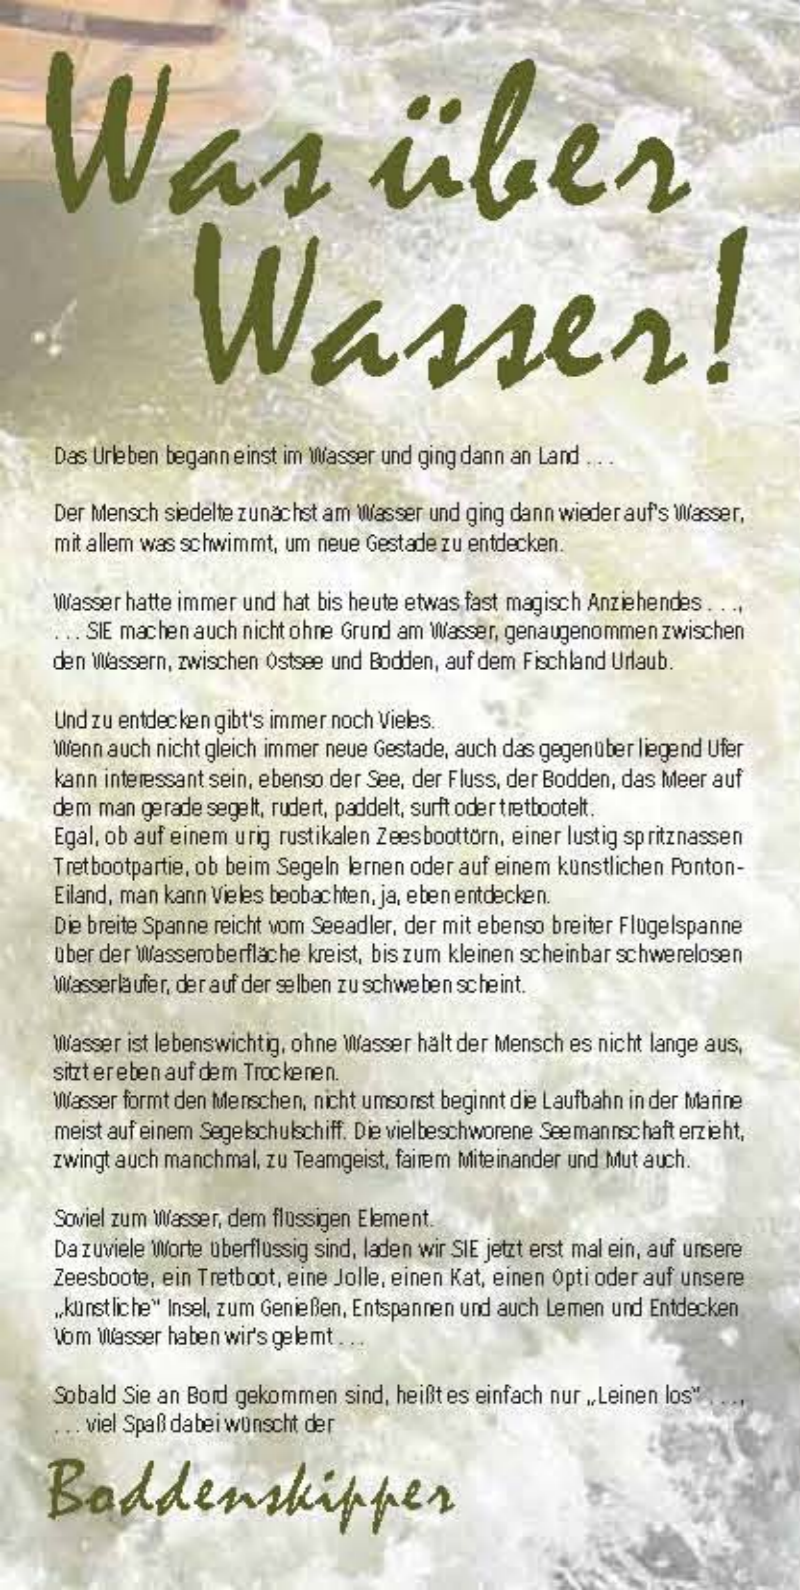 Was über
Wasser!
Das Urleben begann einst im Wasser und ging dann an Land . . .
Der Mensch siedelte zunächst am Wasser und ging dann wieder auf's Wasser,
mit allem was schwimmt, um neue Gestade zu entdecken.
Wasser hatte immer und hat bis heute etwas fast magisch Anziehendes . . .,
. . . SIE machen auch nicht ohne Grund am Wasser, genaugenommen zwischen
den Wassern, zwischen Ostsee und Bodden, auf dem Fischland Urlaub.
Und zu entdecken gibt's immer noch Vieles.
Wenn auch nicht gleich immer neue Gestade, auch das gegenüber liegend Ufer
kann interessant sein, ebenso der See, der Fluss, der Bodden, das Meer auf
dem man gerade segelt, rudert, paddelt, surft oder tretbootelt.
Egal, ob auf einem urig rustikalen Zeesboottörn, einer lustig spritznassen
Tretbootpartie, ob beim Segeln lernen oder auf einem künstlichen Ponton-
Eiland, man kann Vieles beobachten, ja, eben entdecken.
Die breite Spanne reicht vom Seeadler, der mit ebenso breiter Flügelspanne
über der Wasseroberfläche kreist, bis zum kleinen scheinbar schwerelosen
Wasserläufer, der auf der selben zu schweben scheint.
Wasser ist lebenswichtig, ohne Wasser hält der Mensch es nicht lange aus,
sitzt er eben auf dem Trockenen.
Wasser formt den Menschen, nicht umsonst beginnt die Laufbahn in der Marine
meist auf einem Segelschulschiff. Die vielbeschworene Seemannschaft erzieht,
zwingt auch manchmal, zu Teamgeist, fairem Miteinander und Mut auch.
Soviel zum Wasser, dem flüssigen Element.
Da zuviele Worte überflüssig sind, laden wir SIE jetzt erst mal ein, auf unsere
Zeesboote, ein Tretboot, eine Jolle, einen Kat, einen Opti oder auf unsere
„künstliche" Insel, zum Genießen, Entspannen und auch Lernen und Entdecken.
Vom Wasser haben wir's gelernt . . .
Sobald Sie an Bord gekommen sind, heißt es einfach nur „Leinen los" . . .,
. . . viel Spaß dabei wünscht der
Boddenskipper